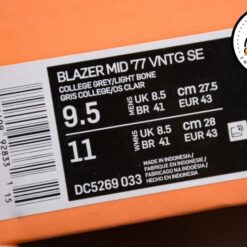 BLAZER MID '77 VNTG SE
COLLEGE GREY/LIGHT BONE
GRIS COLLEGE/OS CLAIR
9.5 MENS UK 8.5 BR 41 cm 27.5 EUR 43
11 WMNS UK 8.5 BR 41 cm 28 EUR 43
DC5269 033
MADE IN INDONESIA
FABRIQUÉ EN INDONÉSIE
HECHO EN INDONESIA